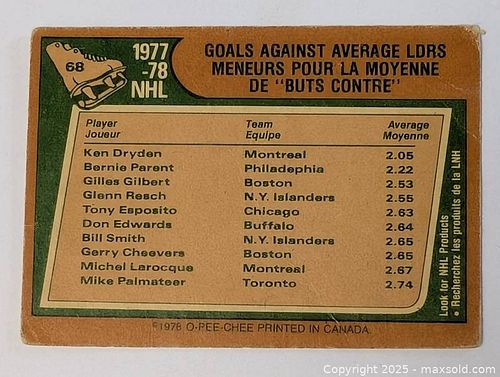 68
1977
-78
NHL
GOALS AGAINST AVERAGE LDRS
MENEURS POUR LA MOYENNE
DE "BUTS CONTRE"
Player Team Average
Joueur Equipe Moyenne
Ken Dryden Montreal 2.05
Bernie Parent Philadephia 2.22
Gilles Gilbert Boston 2.53
Glenn Resch N.Y. Islanders 2.55
Tony Esposito Chicago 2.63
Don Edwards Buffalo 2.64
Bill Smith N.Y. Islanders 2.65
Gerry Cheevers Boston 2.65
Michel Larocque Montreal 2.67
Mike Palmateer Toronto 2.74
Look for NHL Products
• Recherchez les produits de la LNH
©1978 O-PEE-CHEE PRINTED IN CANADA.
Copyright 2025 - maxsold.com